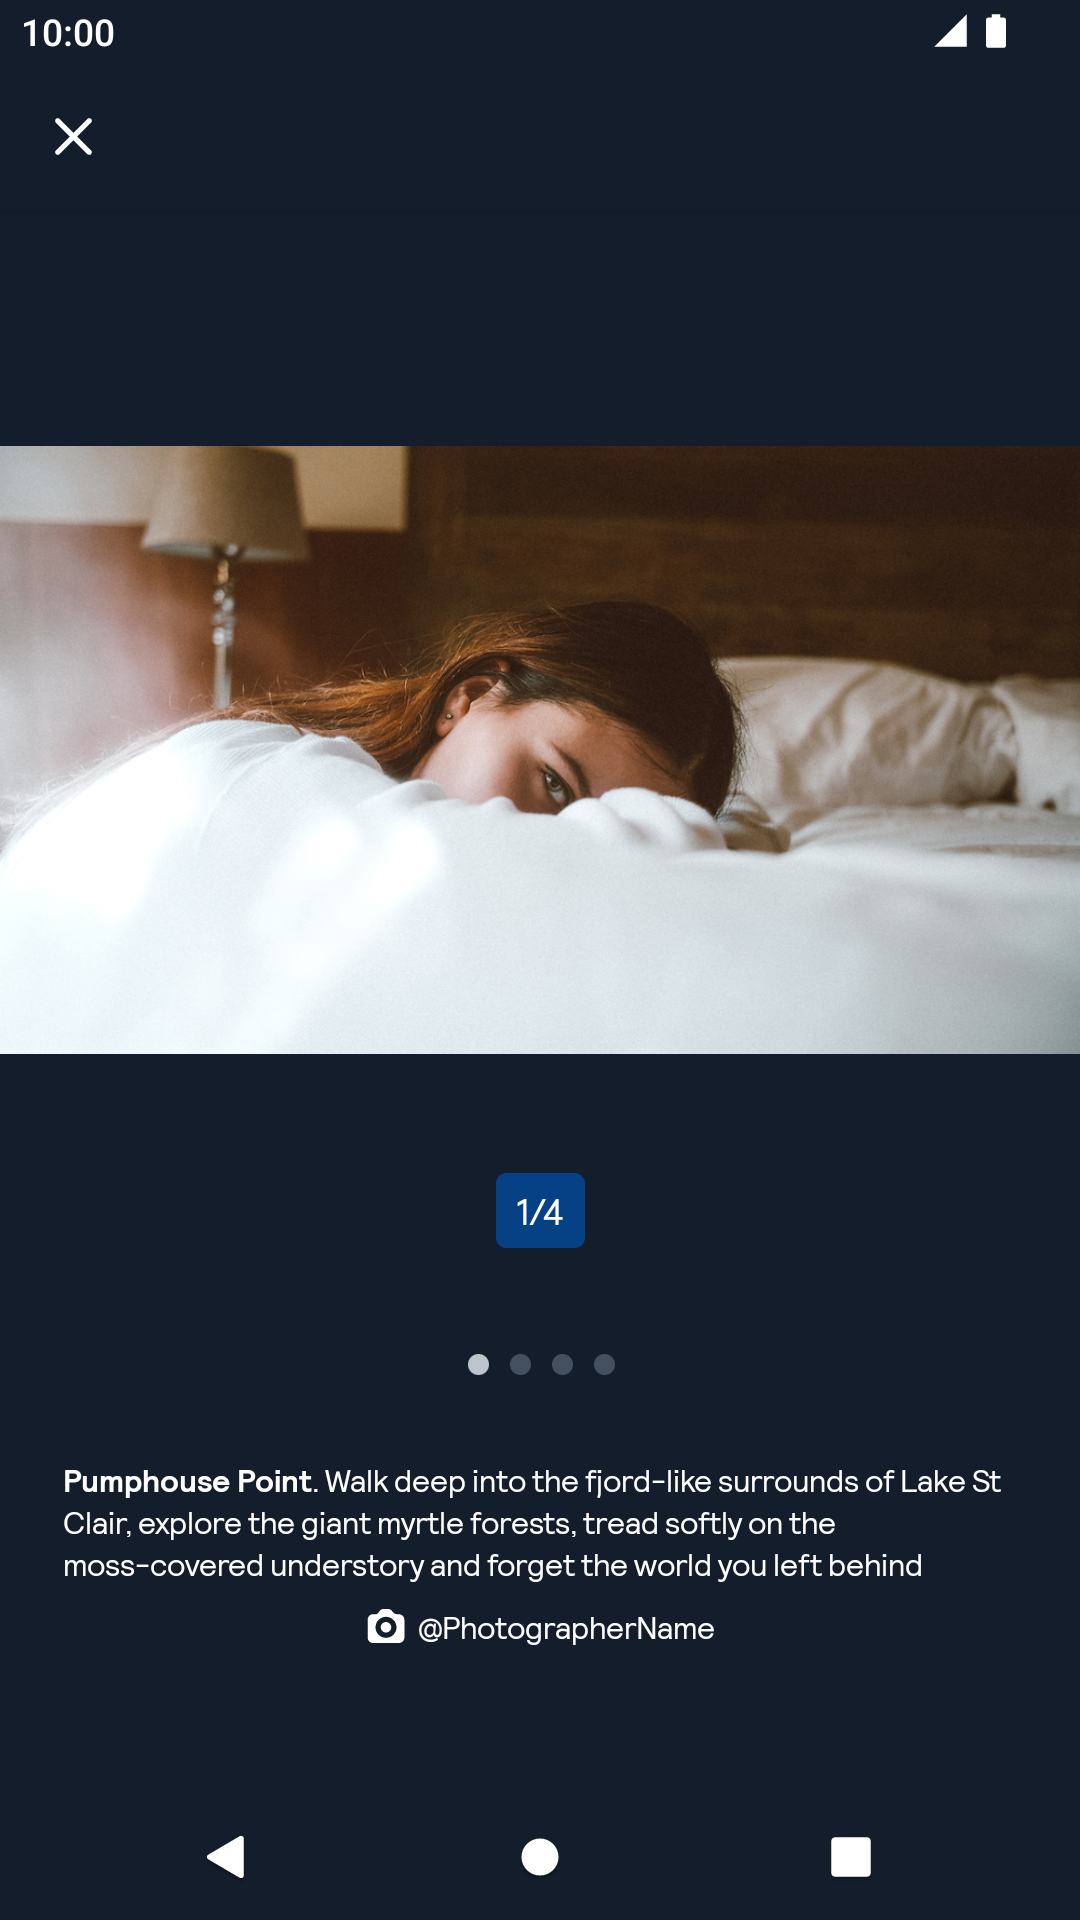 10:00
1/4
Pumphouse Point. Walk deep into the fjord-like surrounds of Lake St
Clair, explore the giant myrtle forests, tread softly on the
moss-covered understory and forget the world you left behind
@PhotographerName